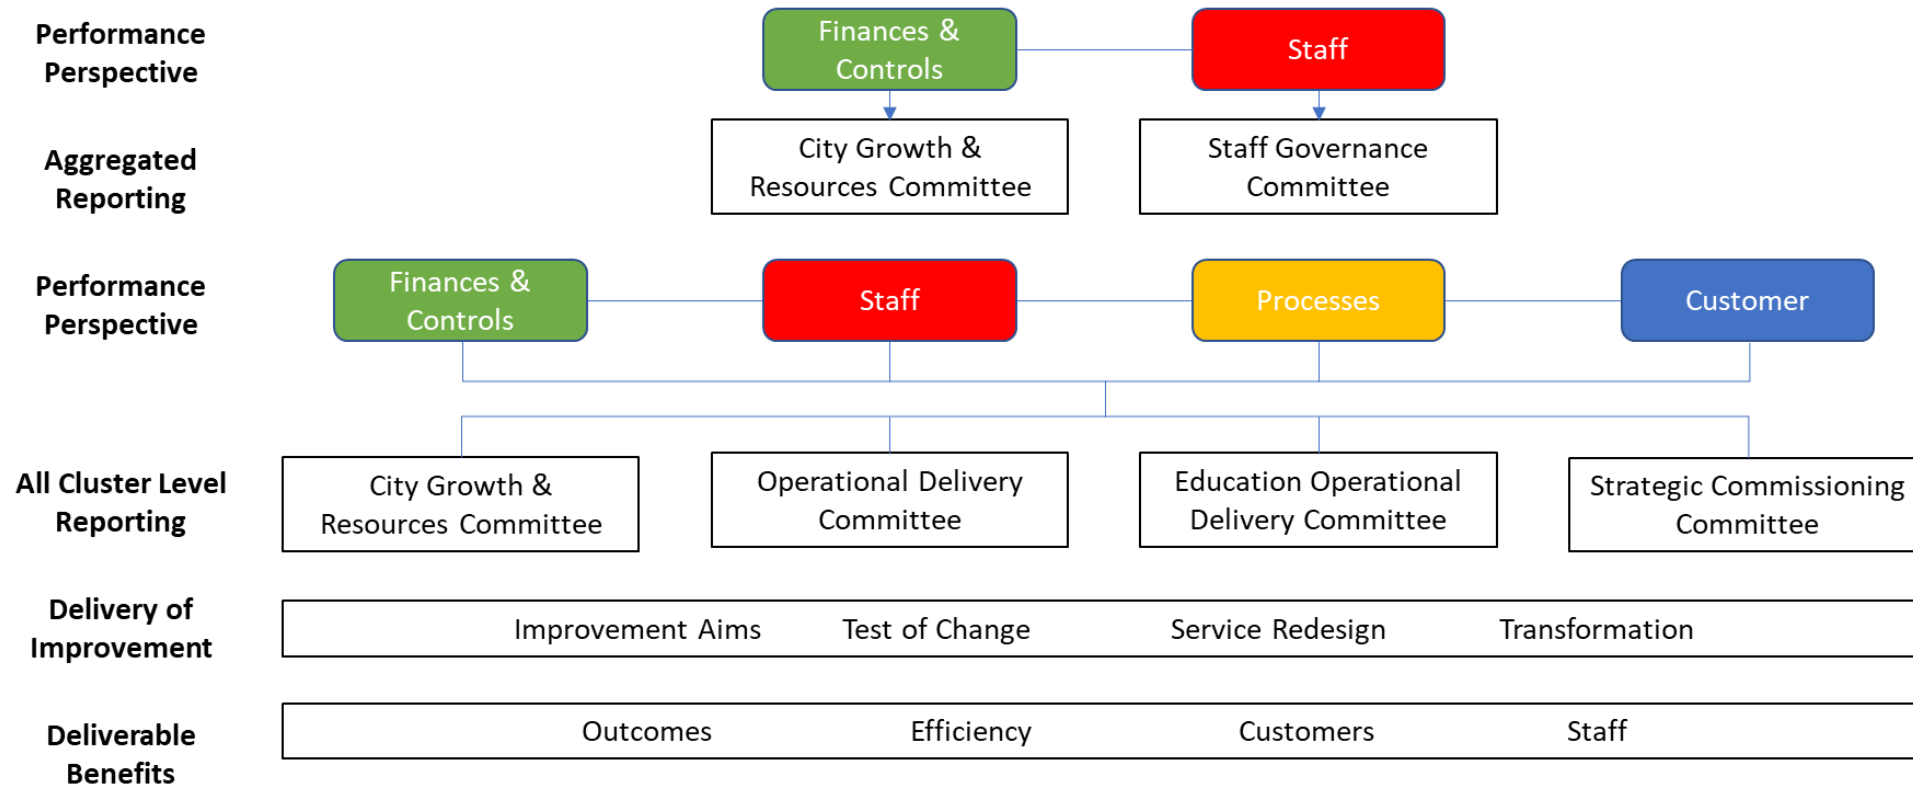 Performance
Perspective
Finances &
Controls
Staff
Aggregated
Reporting
City Growth &
Resources Committee
Staff Governance
Committee
Performance
Perspective
Finances &
Controls
Staff
Processes
Customer
All Cluster Level
Reporting
City Growth &
Resources Committee
Operational Delivery
Committee
Education Operational
Delivery Committee
Strategic Commissioning
Committee
Delivery of
Improvement
Improvement Aims Test of Change Service Redesign Transformation
Deliverable
Benefits
Outcomes Efficiency Customers Staff